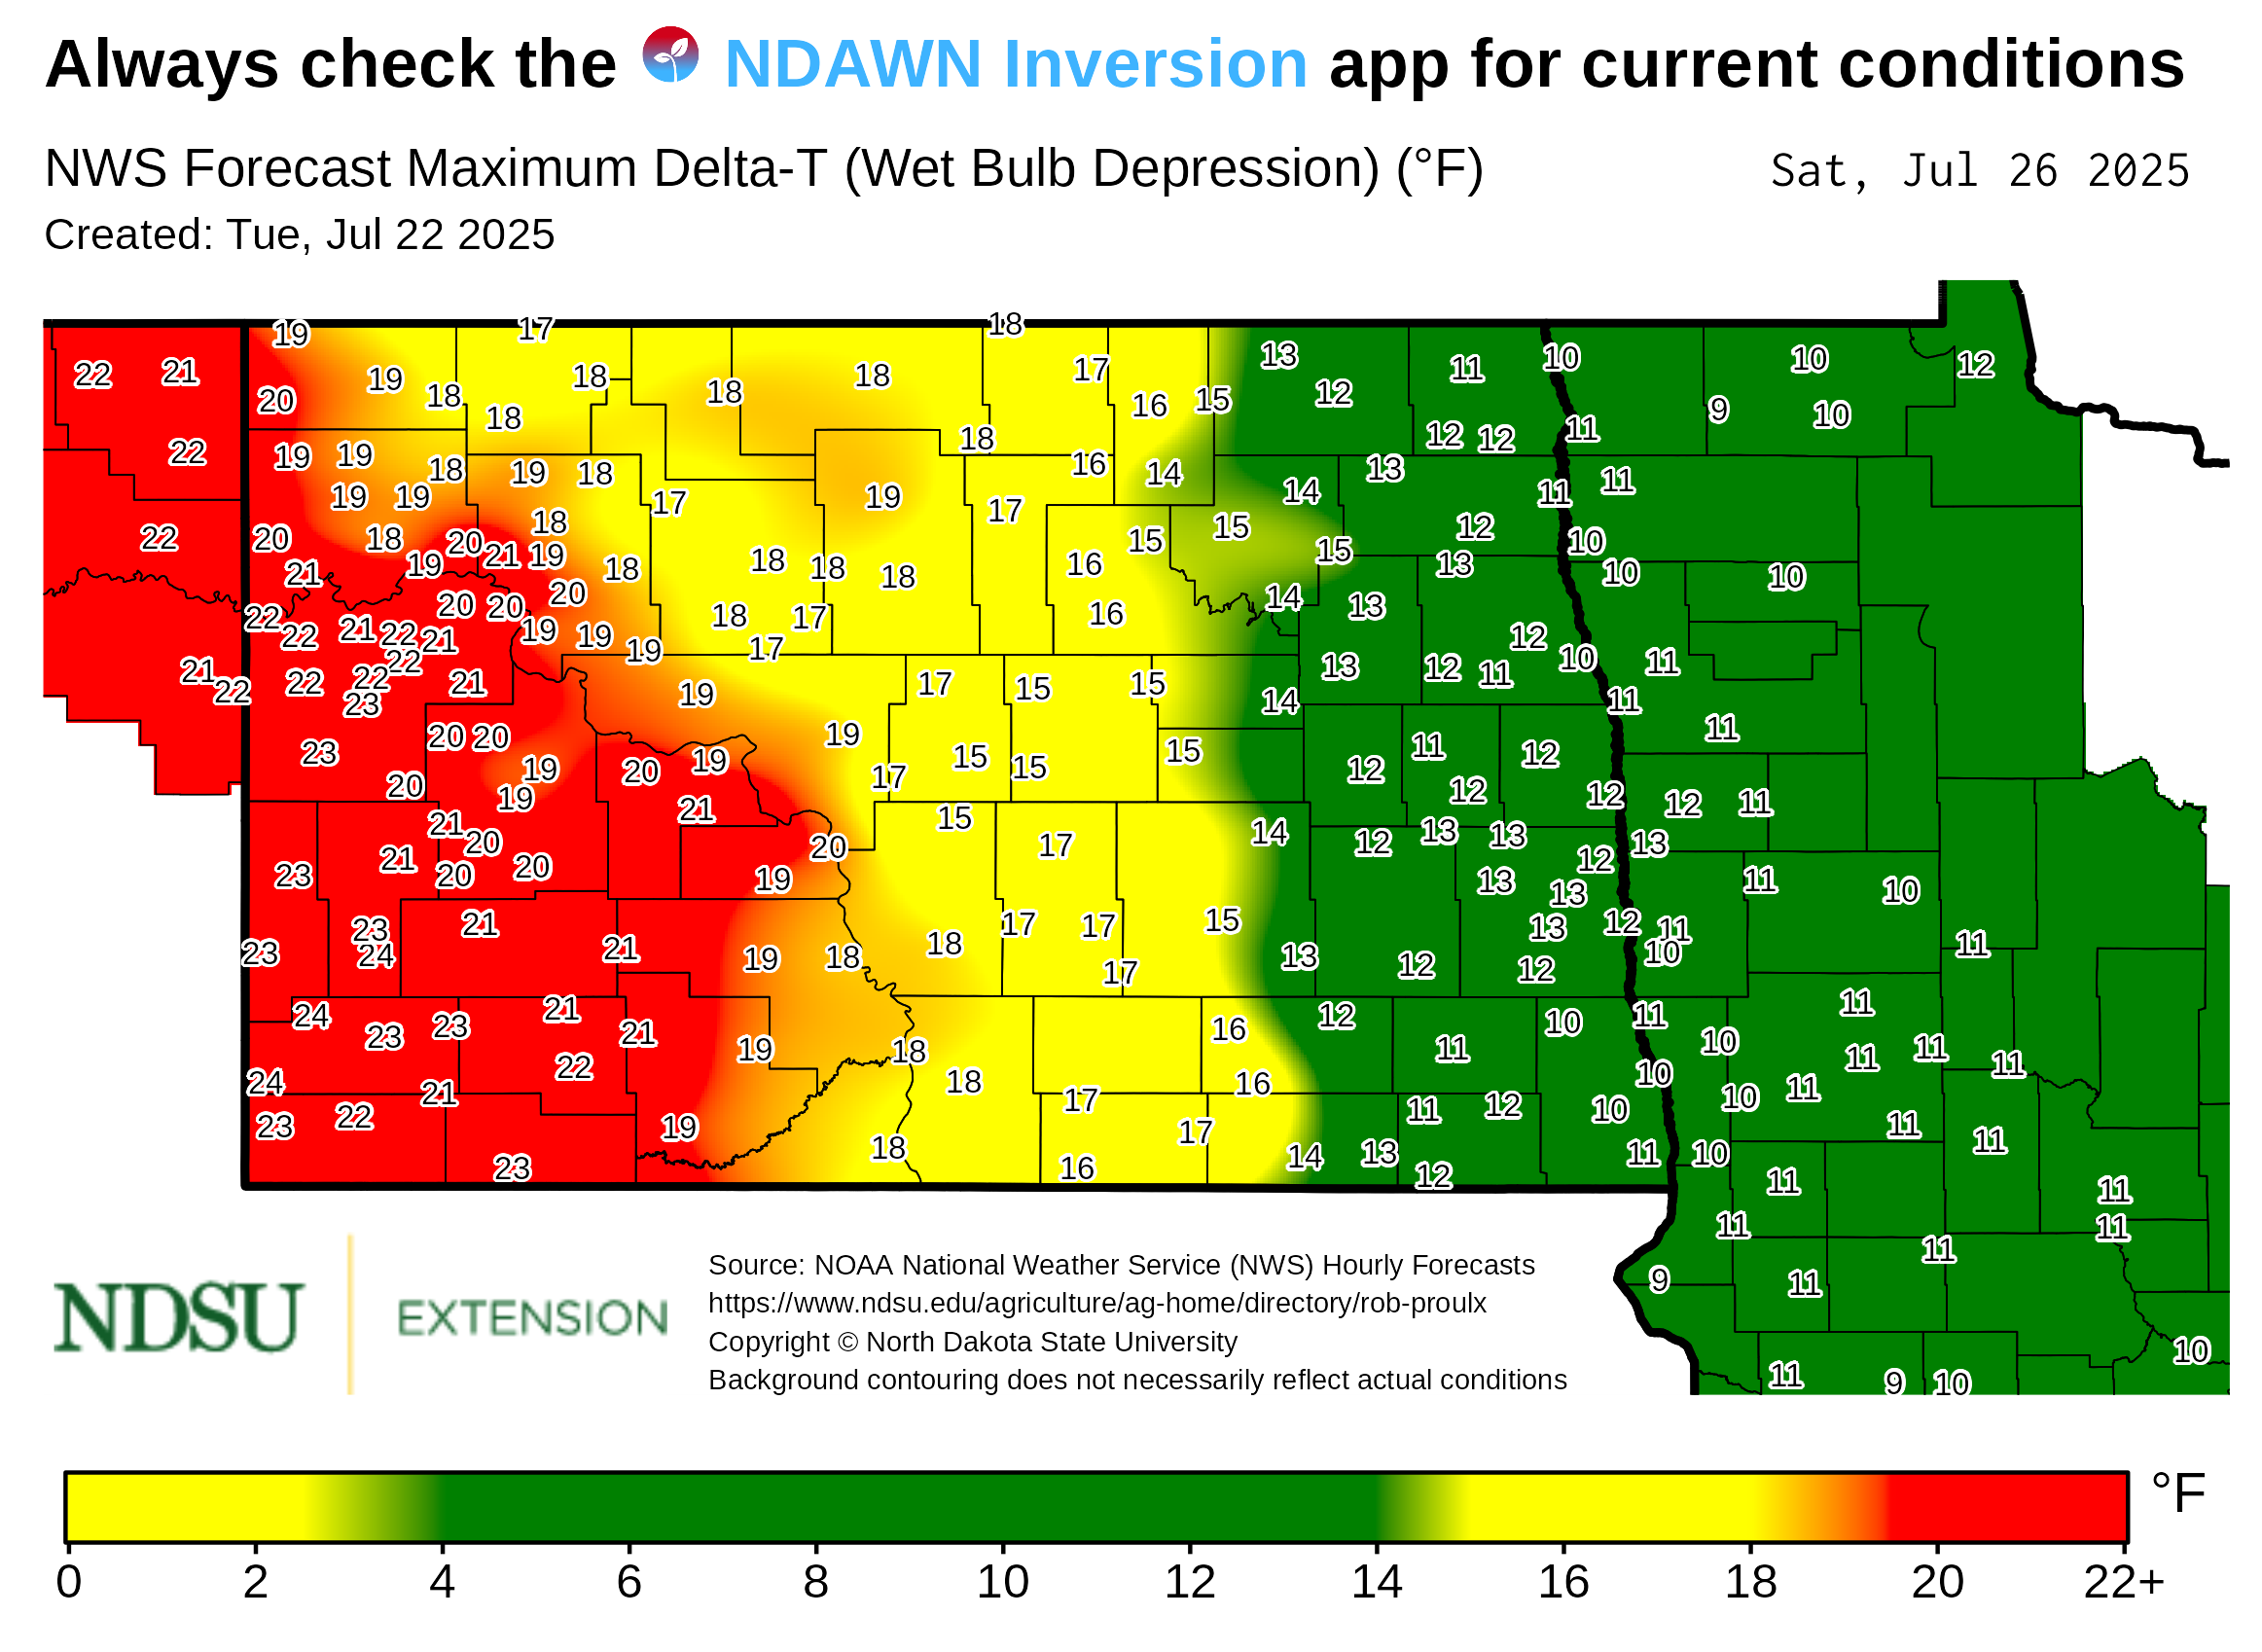 Always check the NDAWN Inversion app for current conditions
NWS Forecast Maximum Delta-T (Wet Bulb Depression) (°F) Sat, Jul 26 2025
Created: Tue, Jul 22 2025
18
17
19 13 10 10
22 21 19 18 18 17 11 12
20 18 18 16 15 12 9 10
18 18 12 12 11
22 19 19 18 19 18 16 14 13 11
19 19 17 19 17 14 11
22 20 18 18 15 15 12 10
20 21 19 15 13
21 19 20 18 18 18 18 16 10 10
22 20 20 18 17 16 14 13
22 21 22 21 19 19 19 17 12 10
21 22 22 22 22 21 19 17 15 15 13 12 11 11
23 14 11 11
23 20 20 19 19 15 15 11 12
20 19 19 20 17 15 12 12 12 12 11
21 21 15 14 12 13 13 13
21 20 20 17 12
23 20 20 19 13 13 11 10
23 21 21 17 17 15 13 12 11
23 24 19 18 18 17 13 12 12 10 11
24 23 23 21 21 16 12 10 11 11 10
22 19 18 11 11 11 11
24 21 18 17 16 10 10 11
23 22 19 18 17 11 12 10 11 11
23 16 14 13 12 11 10 11 11
11 11
9 11 11
11 9 10 10
NDSU EXTENSION
Source: NOAA National Weather Service (NWS) Hourly Forecasts
https://www.ndsu.edu/agriculture/ag-home/directory/rob-proulx
Copyright © North Dakota State University
Background contouring does not necessarily reflect actual conditions
°F
0 2 4 6 8 10 12 14 16 18 20 22+